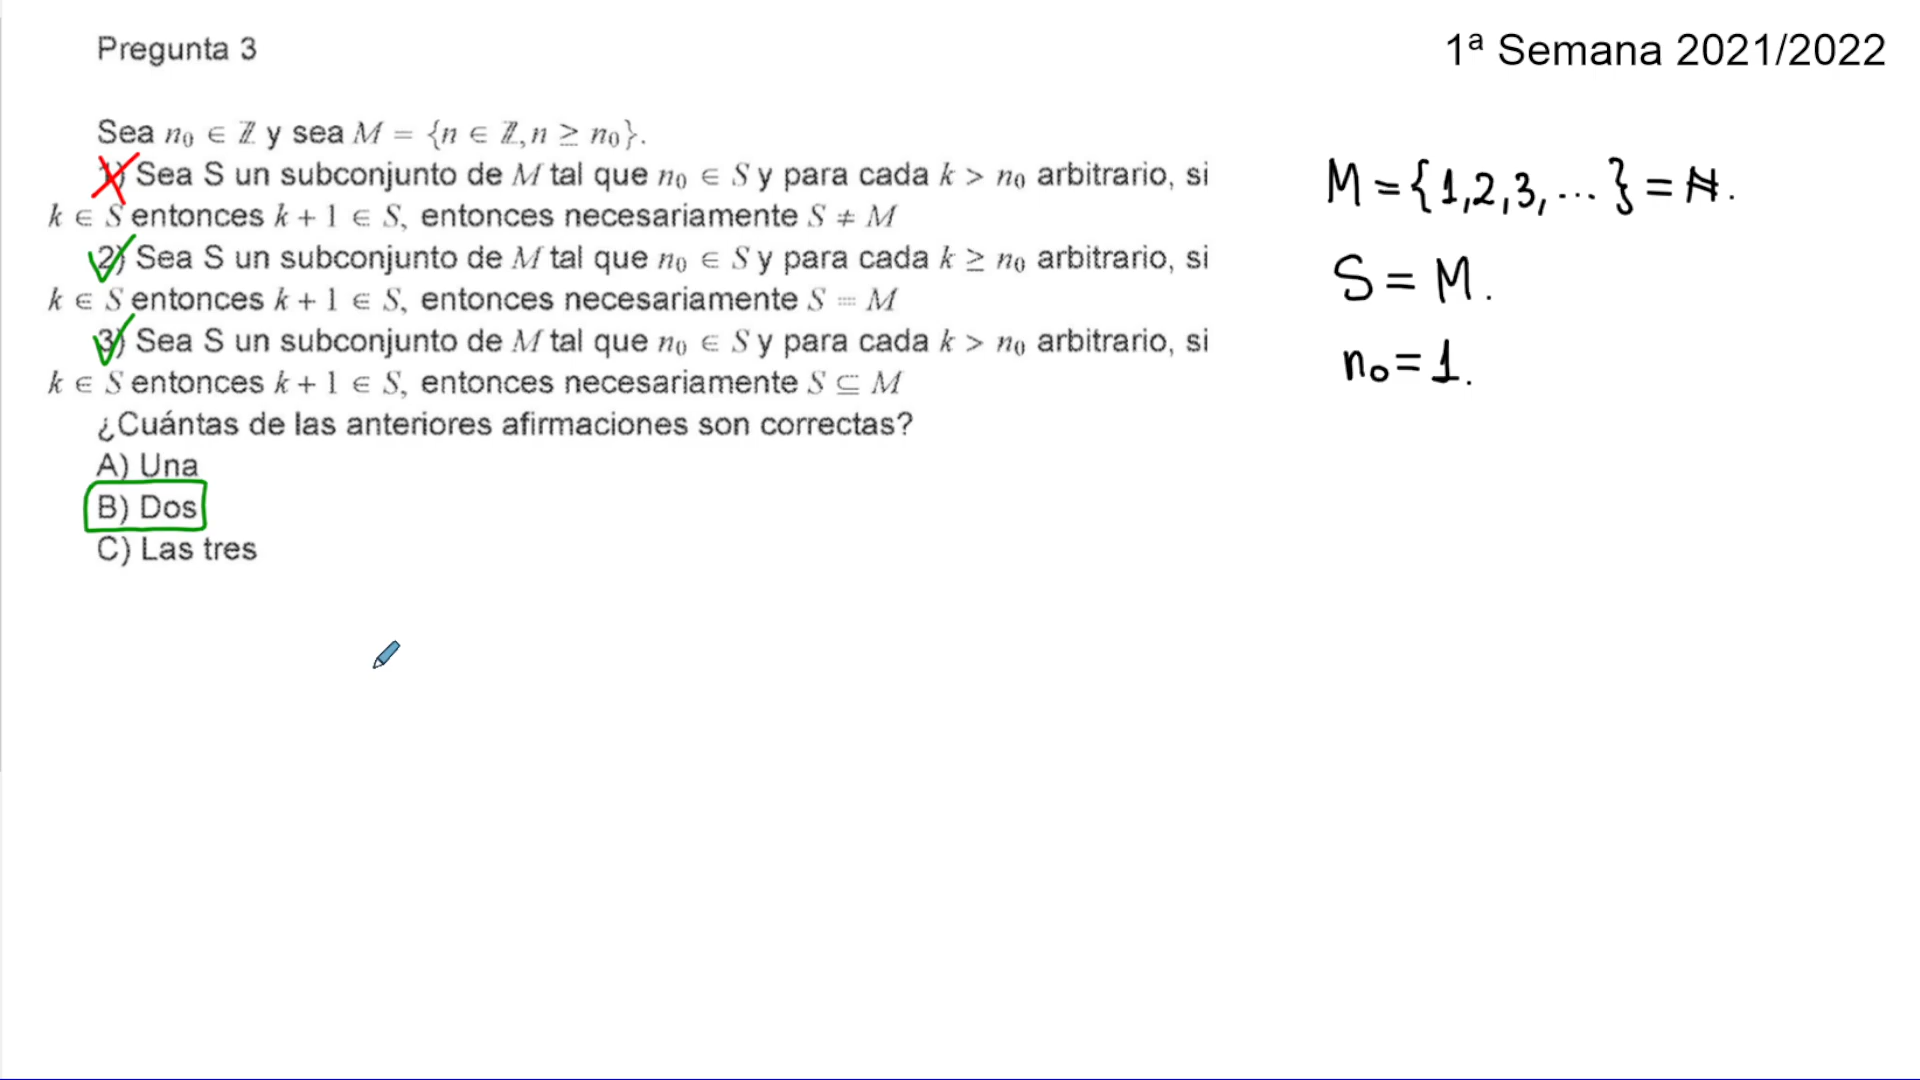 Pregunta 3
1ª Semana 2021/2022
Sea n₀ ∈ ℤ y sea M = {n ∈ ℤ, n ≥ n₀}.
1) Sea S un subconjunto de M tal que n₀ ∈ S y para cada k > n₀ arbitrario, si
k ∈ S entonces k + 1 ∈ S, entonces necesariamente S ≠ M
2) Sea S un subconjunto de M tal que n₀ ∈ S y para cada k ≥ n₀ arbitrario, si
k ∈ S entonces k + 1 ∈ S, entonces necesariamente S = M
3) Sea S un subconjunto de M tal que n₀ ∈ S y para cada k > n₀ arbitrario, si
k ∈ S entonces k + 1 ∈ S, entonces necesariamente S ⊆ M
¿Cuántas de las anteriores afirmaciones son correctas?
A) Una
B) Dos
C) Las tres
M = {1,2,3, ...} = ℕ.
S = M.
n₀ = 1.